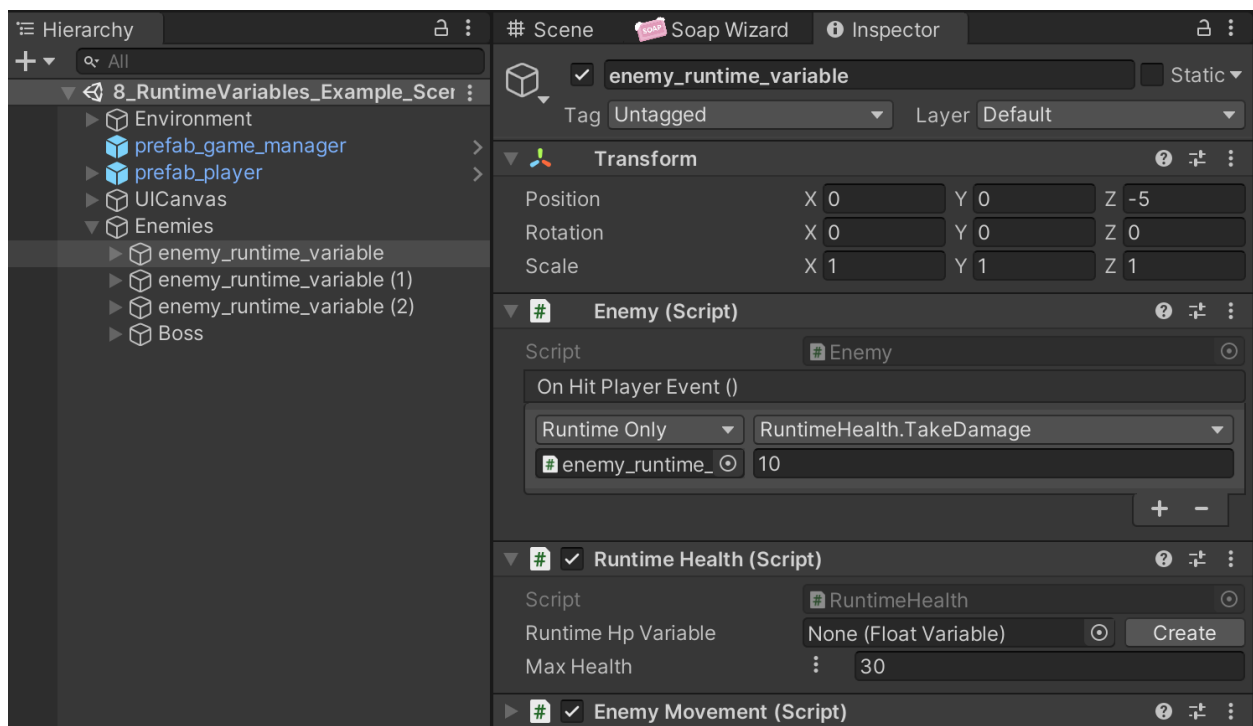 Hierarchy
All
8_RuntimeVariables_Example_Scer
Environment
prefab_game_manager
prefab_player
UICanvas
Enemies
enemy_runtime_variable
enemy_runtime_variable (1)
enemy_runtime_variable (2)
Boss
Scene SOAP Soap Wizard Inspector
enemy_runtime_variable Static
Tag Untagged Layer Default
Transform
Position X 0 Y 0 Z -5
Rotation X 0 Y 0 Z 0
Scale X 1 Y 1 Z 1
# Enemy (Script)
Script # Enemy
On Hit Player Event ()
Runtime Only RuntimeHealth.TakeDamage
# enemy_runtime_ 10
+ −
# Runtime Health (Script)
Script # RuntimeHealth
Runtime Hp Variable None (Float Variable) Create
Max Health 30
# Enemy Movement (Script)